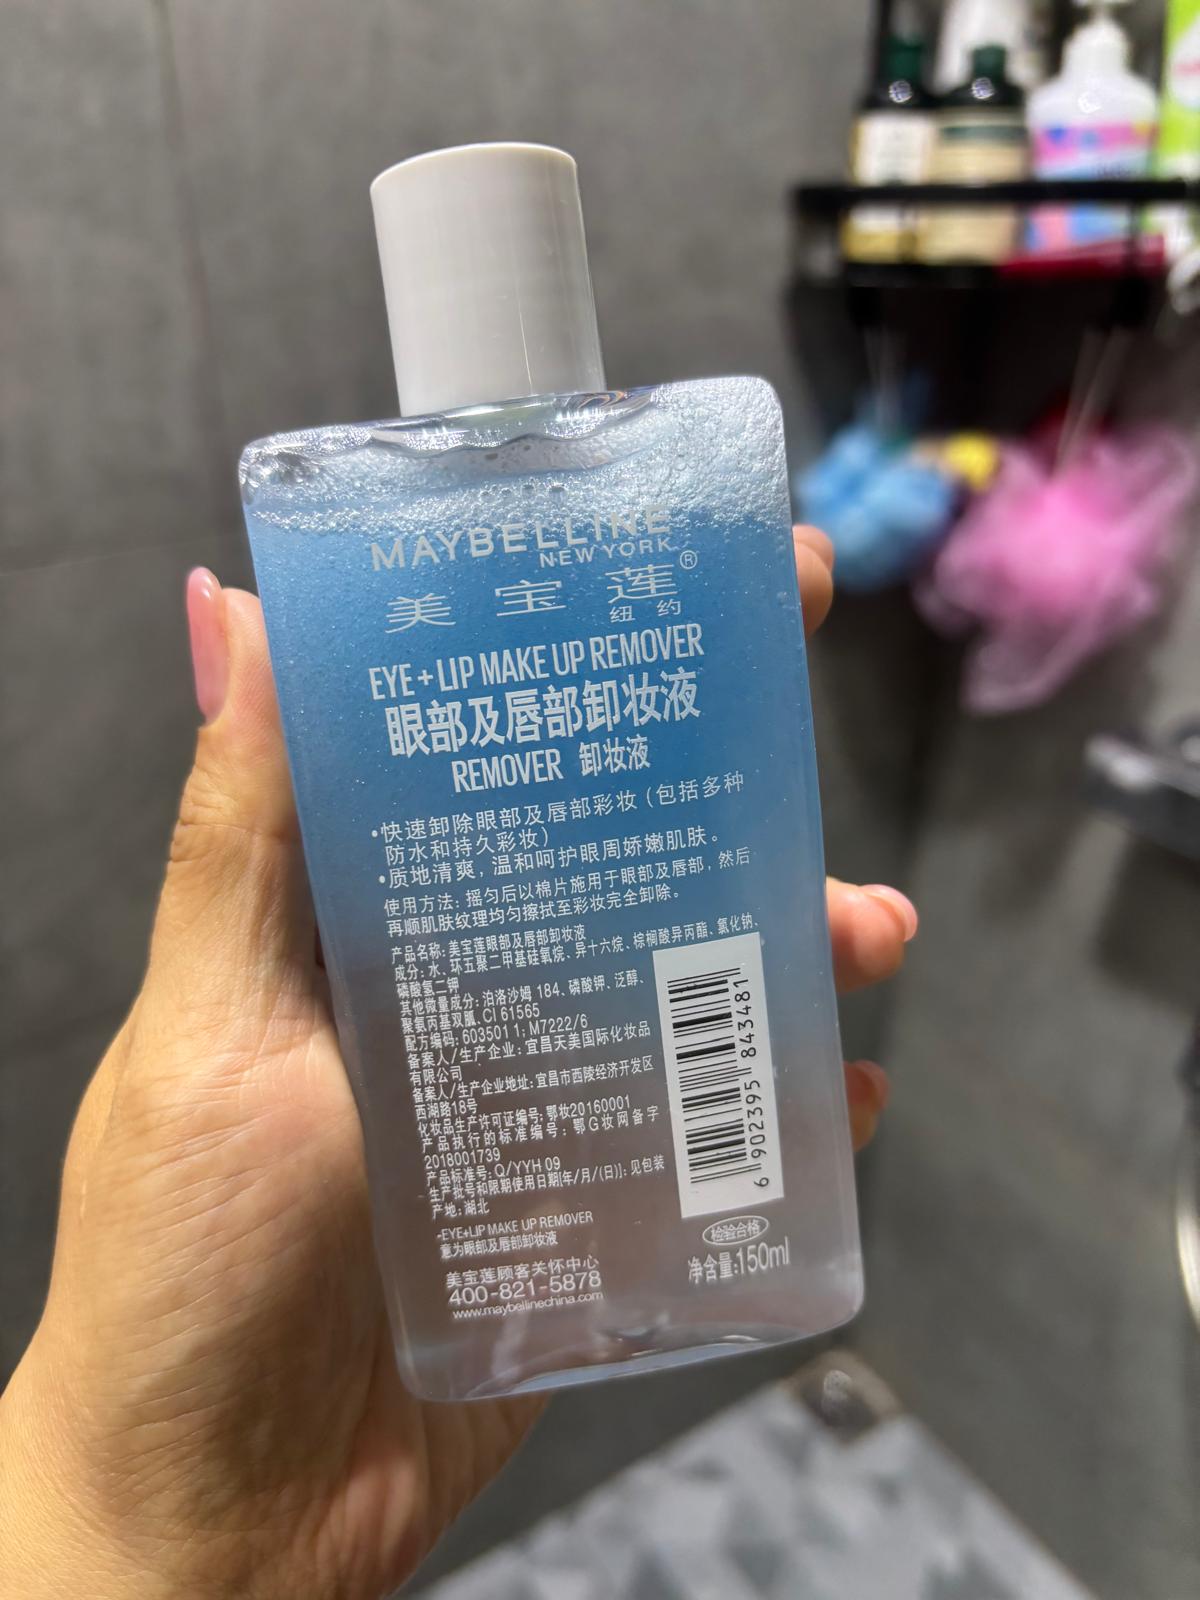 MAYBELLINE
NEW YORK
美宝莲®
纽约
EYE+LIP MAKE UP REMOVER
眼部及唇部卸妆液
REMOVER 卸妆液
•快速卸除眼部及唇部彩妆（包括多种
防水和持久彩妆）
•质地清爽，温和呵护眼周娇嫩肌肤。
使用方法：摇匀后以棉片施用于眼部及唇部，然后
再顺肌肤纹理均匀擦拭至彩妆完全卸除。
产品名称：美宝莲眼部及唇部卸妆液
成分：水、环五聚二甲基硅氧烷、异十六烷、棕榈酸异丙酯、氯化钠、
磷酸氢二钾
其他微量成分：泊洛沙姆 184、磷酸钾、泛醇、
聚氨丙基双胍、CI 61565
配方编码：603501 1；M7222/6
备案人/生产企业：宜昌天美国际化妆品
有限公司
备案人/生产企业地址：宜昌市西陵经济开发区
西湖路18号
化妆品生产许可证编号：鄂妆20160001
产品执行的标准编号：鄂G妆网备字
2018001739
产品标准号：Q/YYH 09
生产批号和限期使用日期[年/月/(日)]：见包装
产地：湖北
-EYE+LIP MAKE UP REMOVER
意为眼部及唇部卸妆液
美宝莲顾客关怀中心
400-821-5878
www.maybellinechina.com
6 902395 843481
检验合格
净含量:150ml